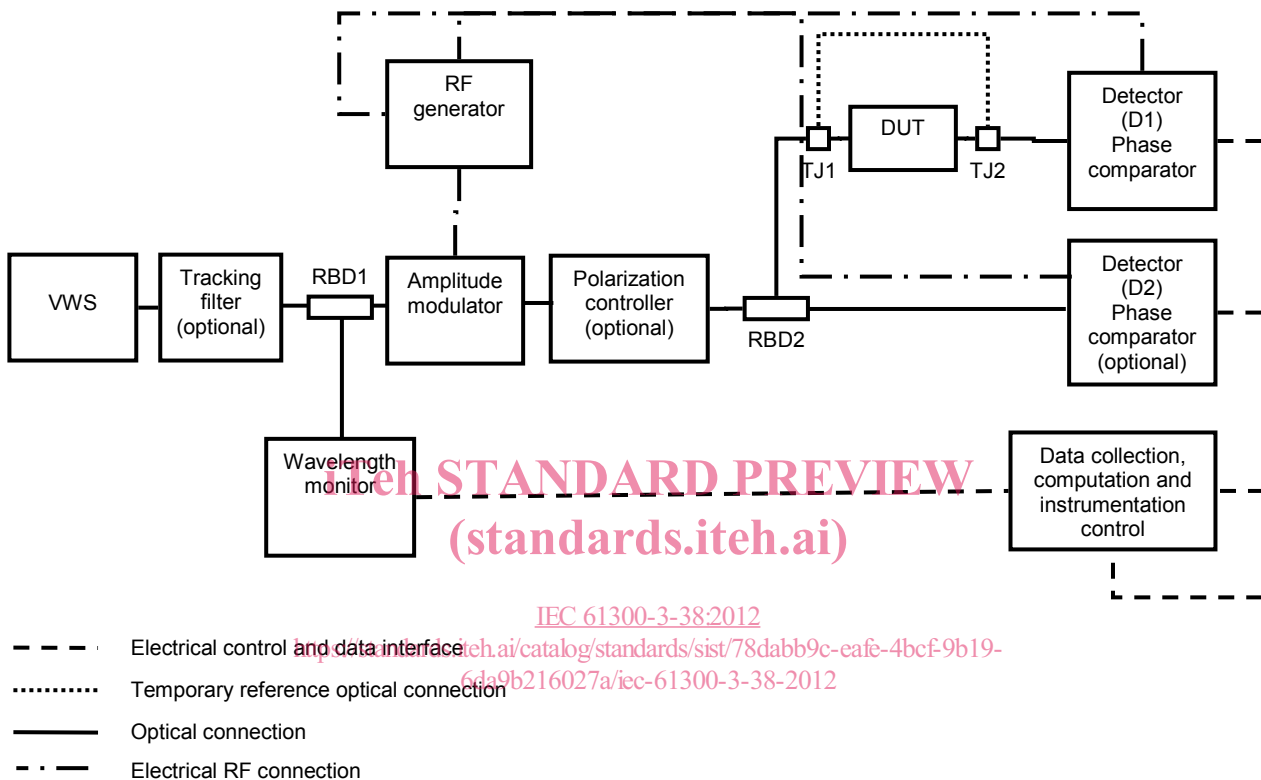 RF
generator
Detector
(D1)
Phase
comparator
DUT
TJ1
TJ2
VWS
Tracking
filter
(optional)
RBD1
Amplitude
modulator
Polarization
controller
(optional)
RBD2
Detector
(D2)
Phase
comparator
(optional)
Wavelength
monitor
Data collection,
computation and
instrumentation
control
iTeh STANDARD PREVIEW
(standards.iteh.ai)
IEC 61300-3-38:2012
https://standards.iteh.ai/catalog/standards/sist/78dabb9c-eafe-4bcf-9b19-
6da9b216027a/iec-61300-3-38-2012
Electrical control and data interface
Temporary reference optical connection
Optical connection
Electrical RF connection